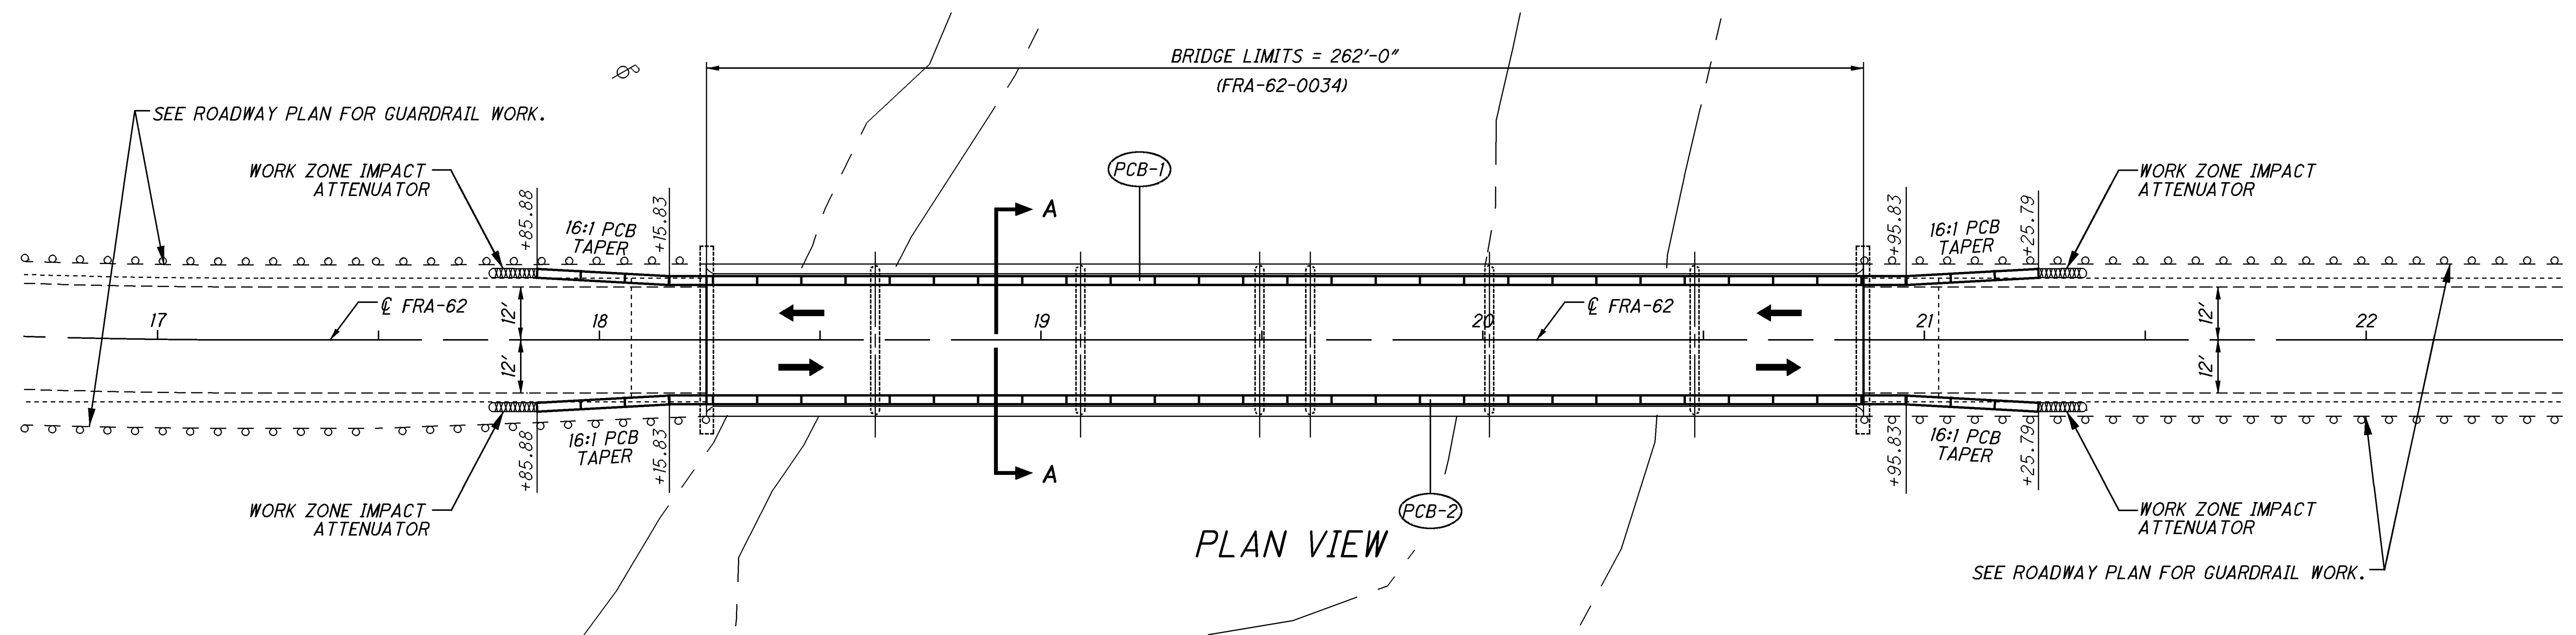 BRIDGE LIMITS = 262'-0"
(FRA-62-0034)
SEE ROADWAY PLAN FOR GUARDRAIL WORK.
WORK ZONE IMPACT
ATTENUATOR
+85.88
16:1 PCB
TAPER
+15.83
PCB-1
A
+95.83
16:1 PCB
TAPER
+25.79
WORK ZONE IMPACT
ATTENUATOR
17
℄ FRA-62
12'
18
19
20
℄ FRA-62
21
12'
22
12'
12'
+85.88
16:1 PCB
TAPER
+15.83
WORK ZONE IMPACT
ATTENUATOR
A
PCB-2
+95.83
16:1 PCB
TAPER
+25.79
WORK ZONE IMPACT
ATTENUATOR
PLAN VIEW
SEE ROADWAY PLAN FOR GUARDRAIL WORK.